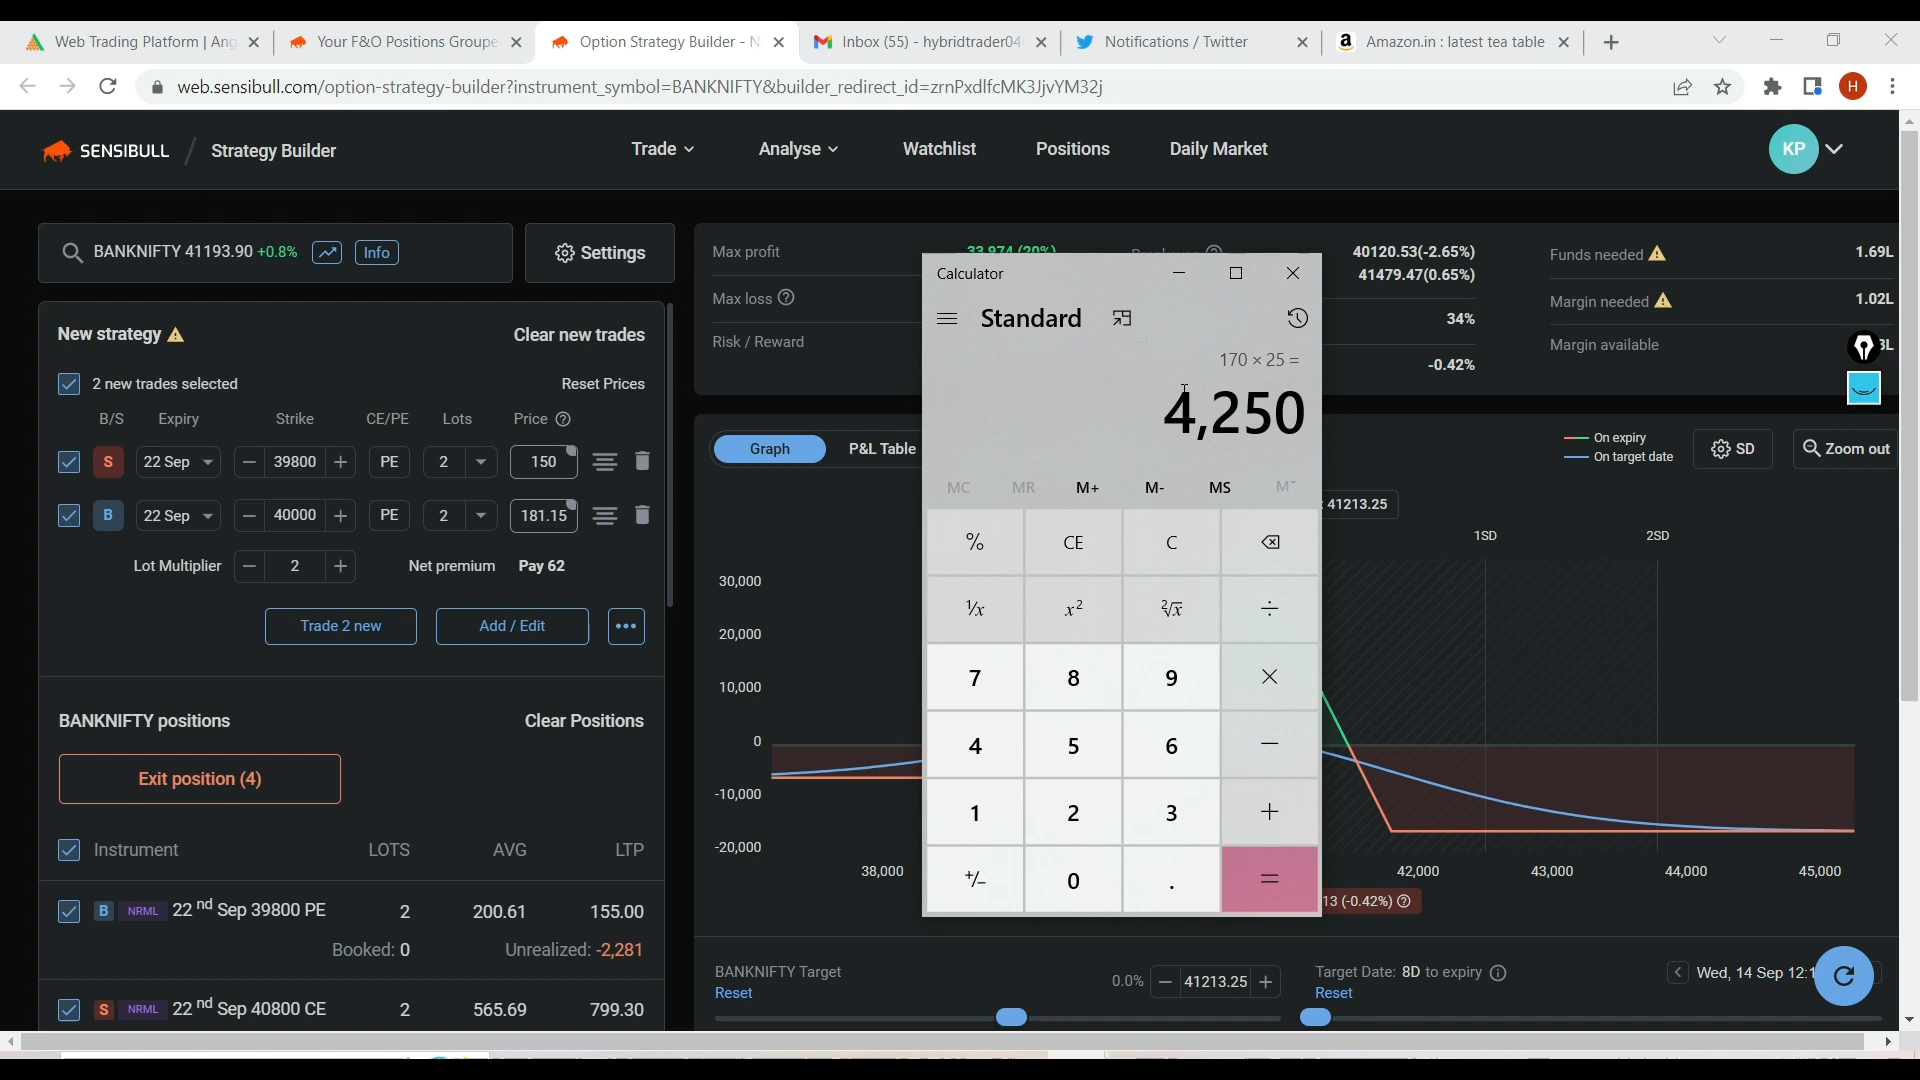 Web Trading Platform | Ang
Your F&O Positions Groupe
Option Strategy Builder - N
Inbox (55) - hybridtrader04
Notifications / Twitter
Amazon.in : latest tea table
web.sensibull.com/option-strategy-builder?instrument_symbol=BANKNIFTY&builder_redirect_id=zrnPxdlfcMK3JjvYM32j
H
SENSIBULL / Strategy Builder
Trade
Analyse
Watchlist
Positions
Daily Market
KP
BANKNIFTY 41193.90 +0.8%
Info
Settings
New strategy
Clear new trades
2 new trades selected
Reset Prices
B/S Expiry Strike CE/PE Lots Price
S 22 Sep 39800 PE 2 150
B 22 Sep 40000 PE 2 181.15
Lot Multiplier 2 Net premium Pay 62
Trade 2 new
Add / Edit
BANKNIFTY positions
Clear Positions
Exit position (4)
Instrument LOTS AVG LTP
B NRML 22 nd Sep 39800 PE 2 200.61 155.00
Booked: 0 Unrealized: -2,281
S NRML 22 nd Sep 40800 CE 2 565.69 799.30
Max profit
33,974 (20%)
Max loss
Risk / Reward
40120.53(-2.65%)
41479.47(0.65%)
34%
-0.42%
Funds needed 1.69L
Margin needed 1.02L
Margin available
Graph
P&L Table
On expiry
On target date
SD
Zoom out
: 41213.25
1SD
2SD
30,000
20,000
10,000
0
-10,000
-20,000
38,000
42,000
43,000
44,000
45,000
13 (-0.42%)
BANKNIFTY Target
Reset
0.0% 41213.25
Target Date: 8D to expiry
Reset
Wed, 14 Sep 12:1
Calculator
Standard
170 × 25 =
4,250
MC MR M+ M- MS M
% CE C
¹/x x² ²√x ÷
7 8 9 ×
4 5 6 −
1 2 3 +
+/− 0 . =